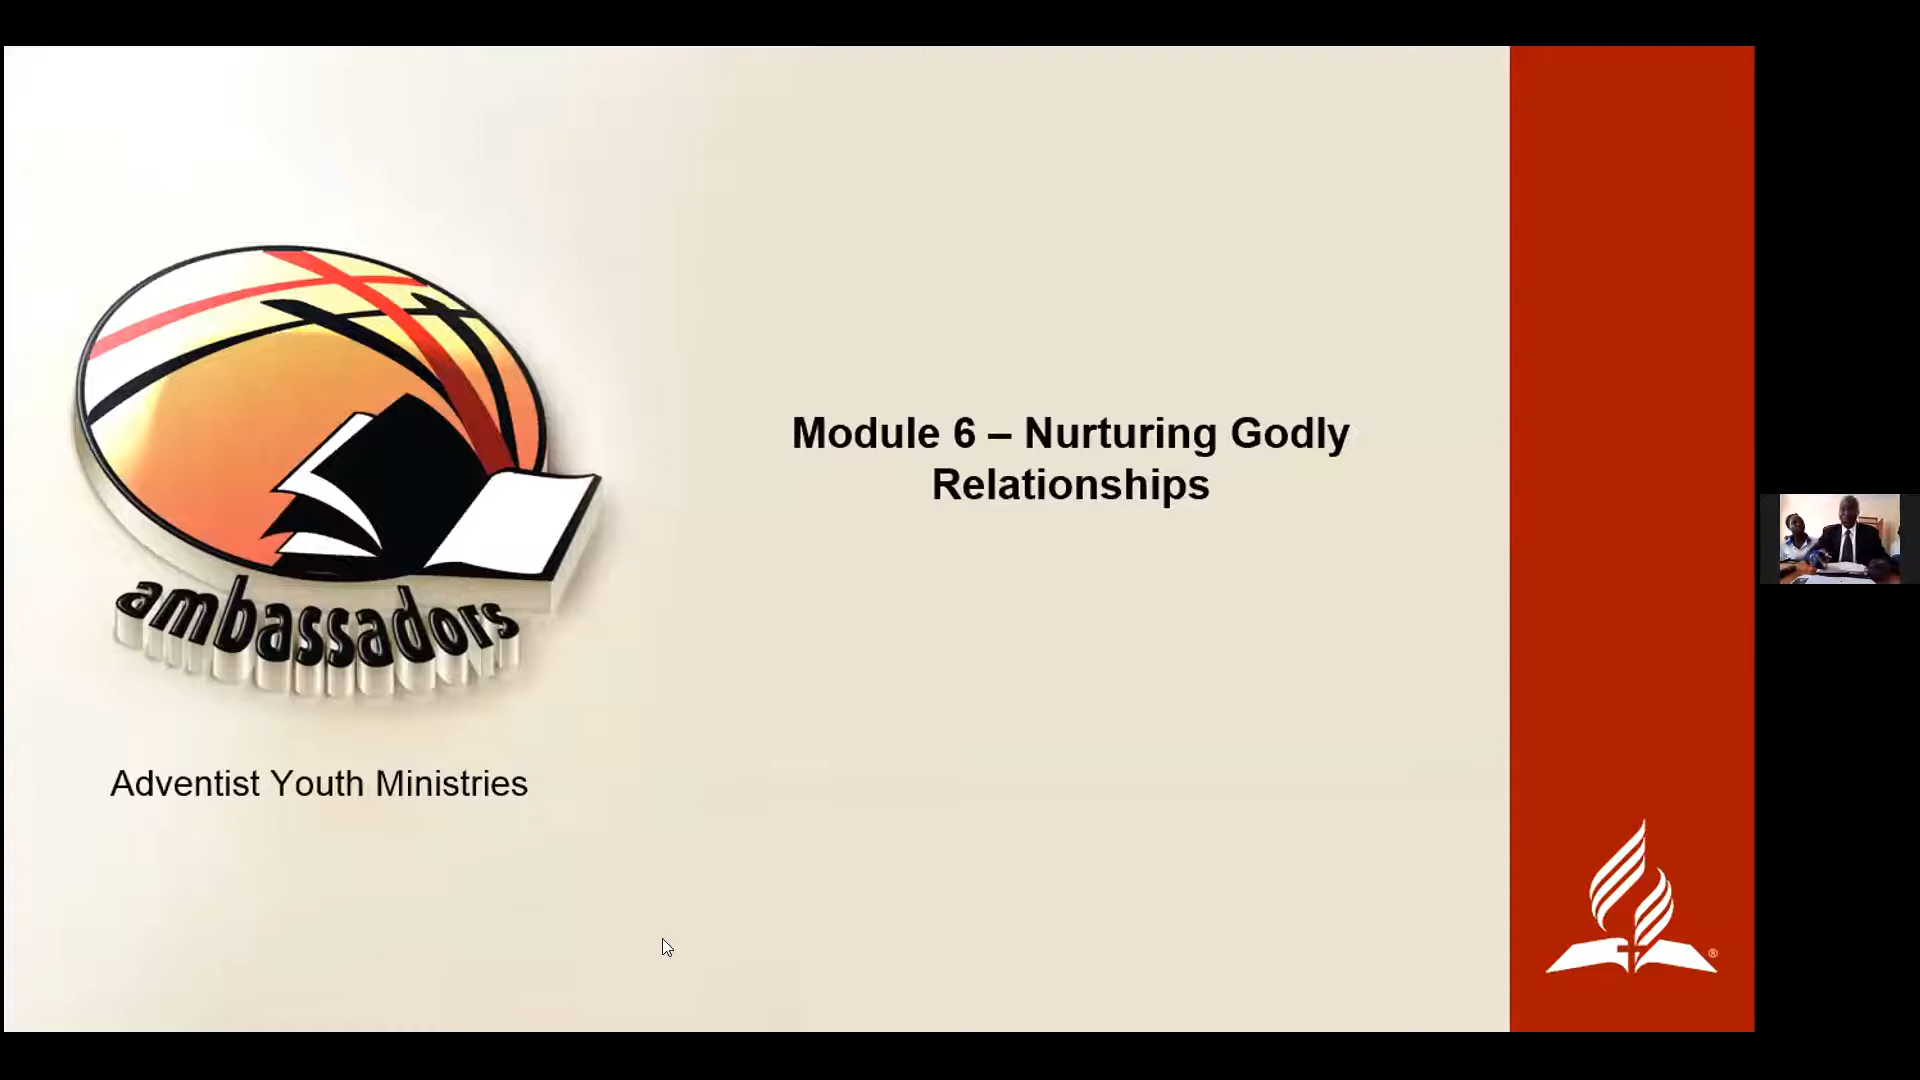 Module 6 – Nurturing Godly
Relationships
ambassadors
Adventist Youth Ministries
®